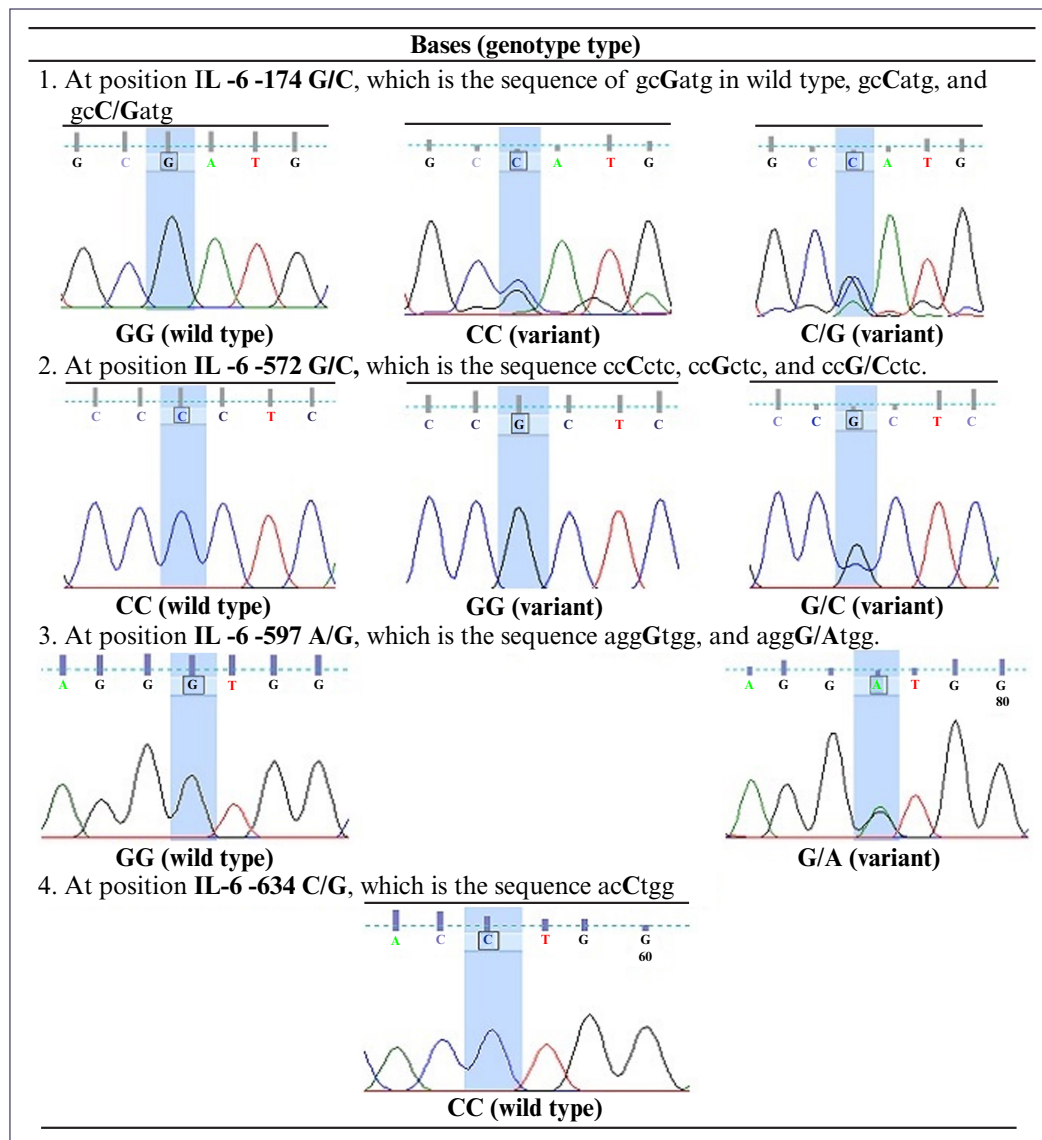 Bases (genotype type)
1. At position IL -6 -174 G/C, which is the sequence of gcGatg in wild type, gcCatg, and
gcC/Gatg
G C G A T G
G C C A T G
G C C A T G
GG (wild type)
CC (variant)
C/G (variant)
2. At position IL -6 -572 G/C, which is the sequence ccCctc, ccGctc, and ccG/Cctc.
C C C C T C
C C G C T C
C C G C T C
CC (wild type)
GG (variant)
G/C (variant)
3. At position IL -6 -597 A/G, which is the sequence aggGtgg, and aggG/Atgg.
A G G G T G G
A G G A T G G
80
GG (wild type)
G/A (variant)
4. At position IL-6 -634 C/G, which is the sequence acCtgg
A C C T G G
60
CC (wild type)